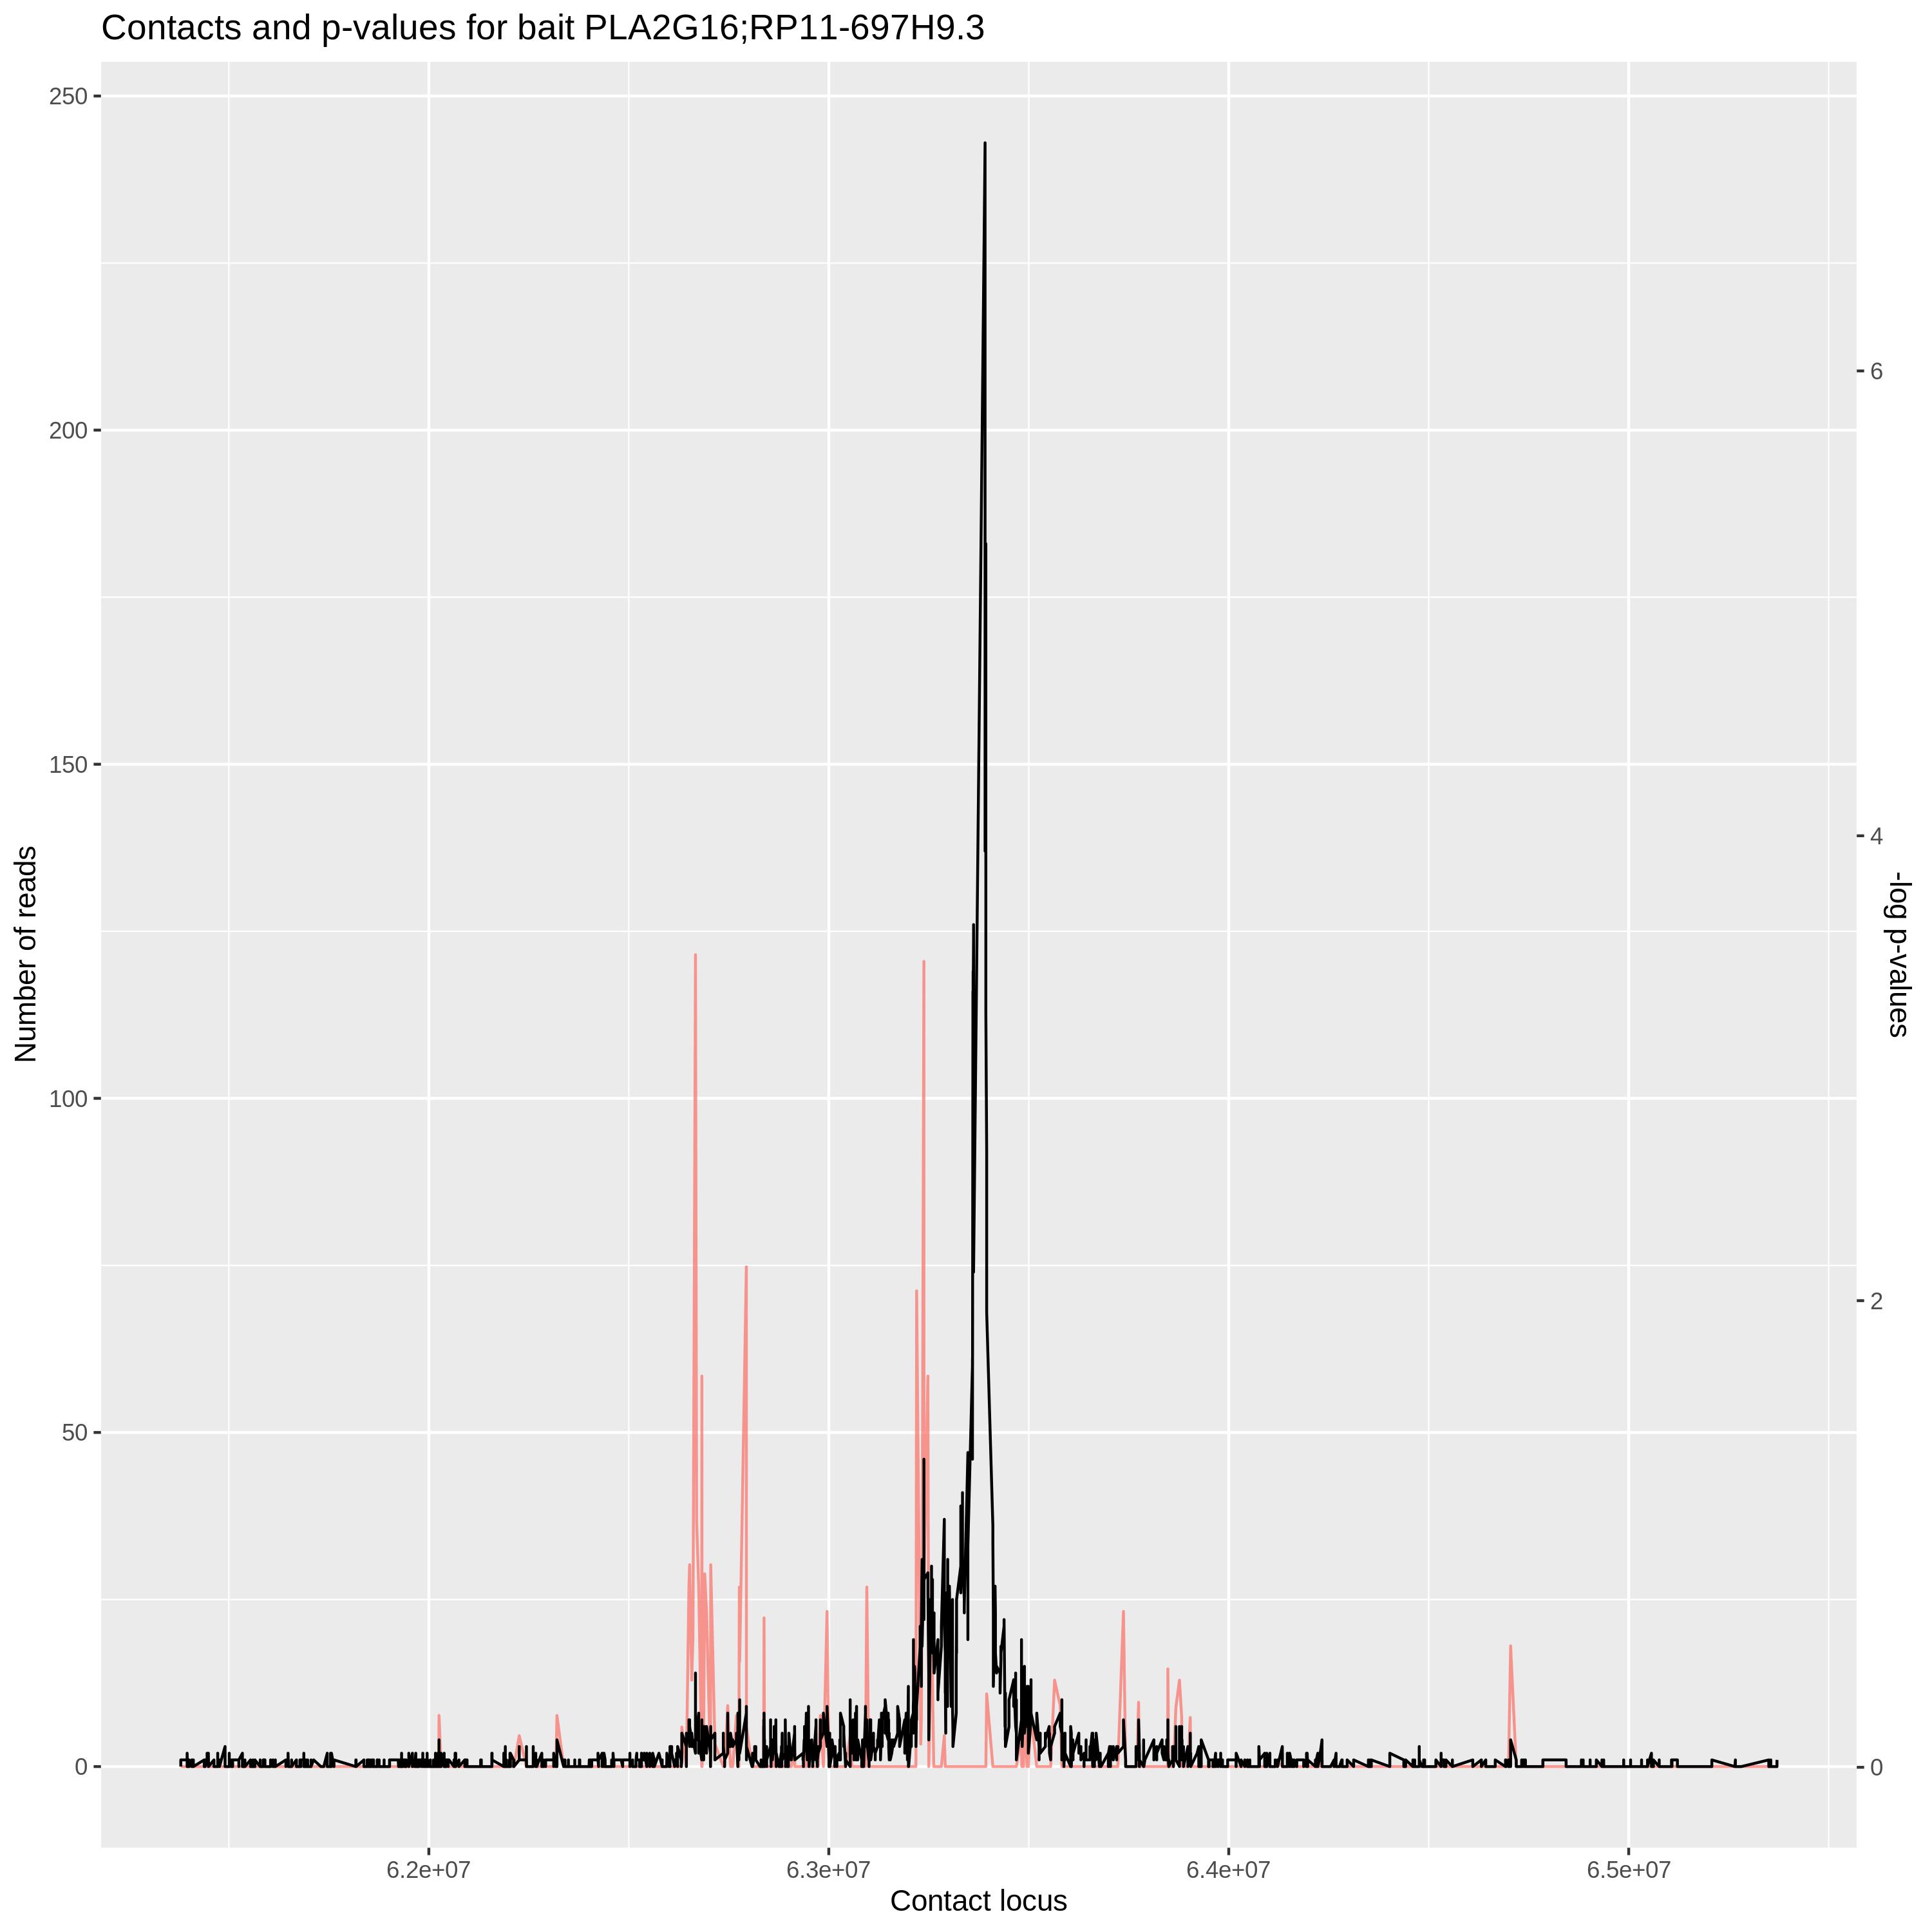 Contacts and p-values for bait PLA2G16;RP11-697H9.3
250
200
150
100
50
0
Number of reads
6
4
2
0
-log p-values
6.2e+07
6.3e+07
6.4e+07
6.5e+07
Contact locus